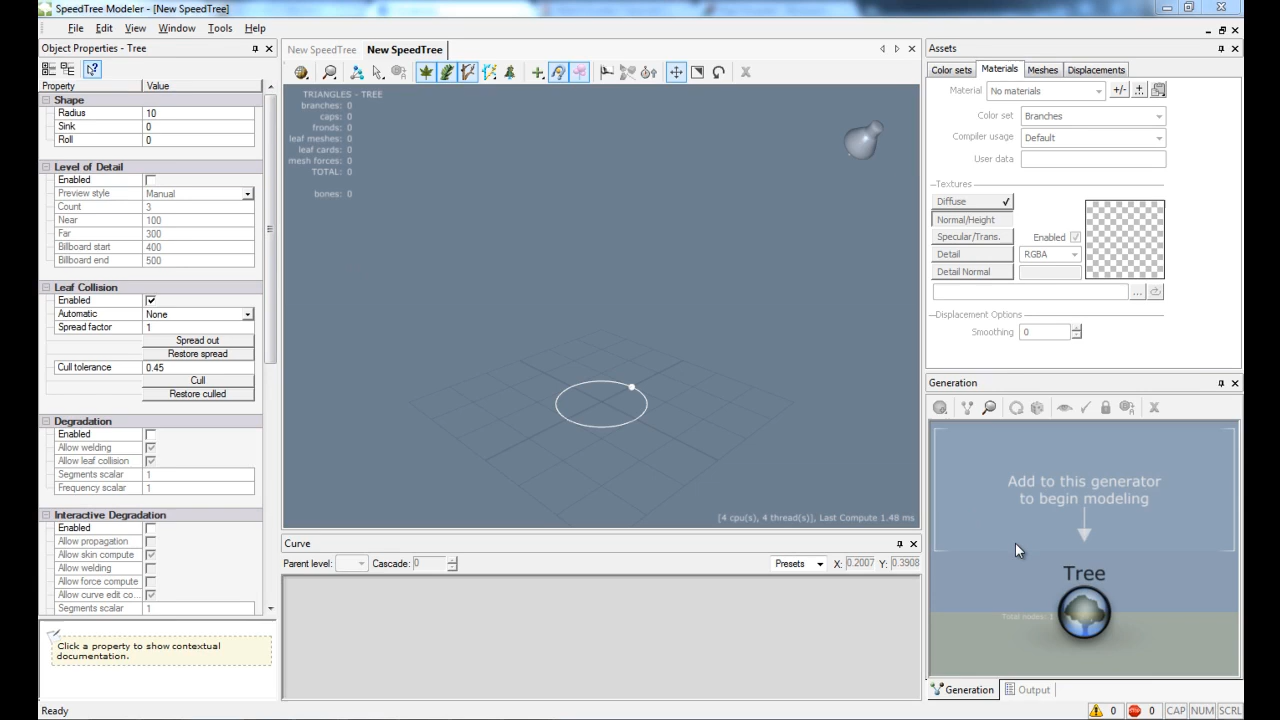 SpeedTree Modeler - [New SpeedTree]
File Edit View Window Tools Help
Object Properties - Tree
Property Value
Shape
Radius 10
Sink 0
Roll 0
Level of Detail
Enabled
Preview style Manual
Count 3
Near 100
Far 300
Billboard start 400
Billboard end 500
Leaf Collision
Enabled
Automatic None
Spread factor 1
Spread out
Restore spread
Cull tolerance 0.45
Cull
Restore culled
Degradation
Enabled
Allow welding
Allow leaf collision
Segments scalar 1
Frequency scalar 1
Interactive Degradation
Enabled
Allow propagation
Allow skin compute
Allow welding
Allow force compute
Allow curve edit co...
Segments scalar 1
Click a property to show contextual
documentation.
Ready
New SpeedTree New SpeedTree
TRIANGLES - TREE
branches: 0
caps: 0
fronds: 0
leaf meshes: 0
leaf cards: 0
mesh forces: 0
TOTAL: 0
bones: 0
[4 cpu(s), 4 thread(s)], Last Compute 1.48 ms
Curve
Parent level: Cascade: 0 Presets X: 0.2007 Y: 0.3908
Assets
Color sets Materials Meshes Displacements
Material No materials +/-
Color set Branches
Compiler usage Default
User data
Textures
Diffuse
Normal/Height
Specular/Trans. Enabled
Detail RGBA
Detail Normal
...
Displacement Options
Smoothing 0
Generation
Add to this generator
to begin modeling
Tree
Total nodes: 1
Generation Output
0 0 CAP NUM SCRL